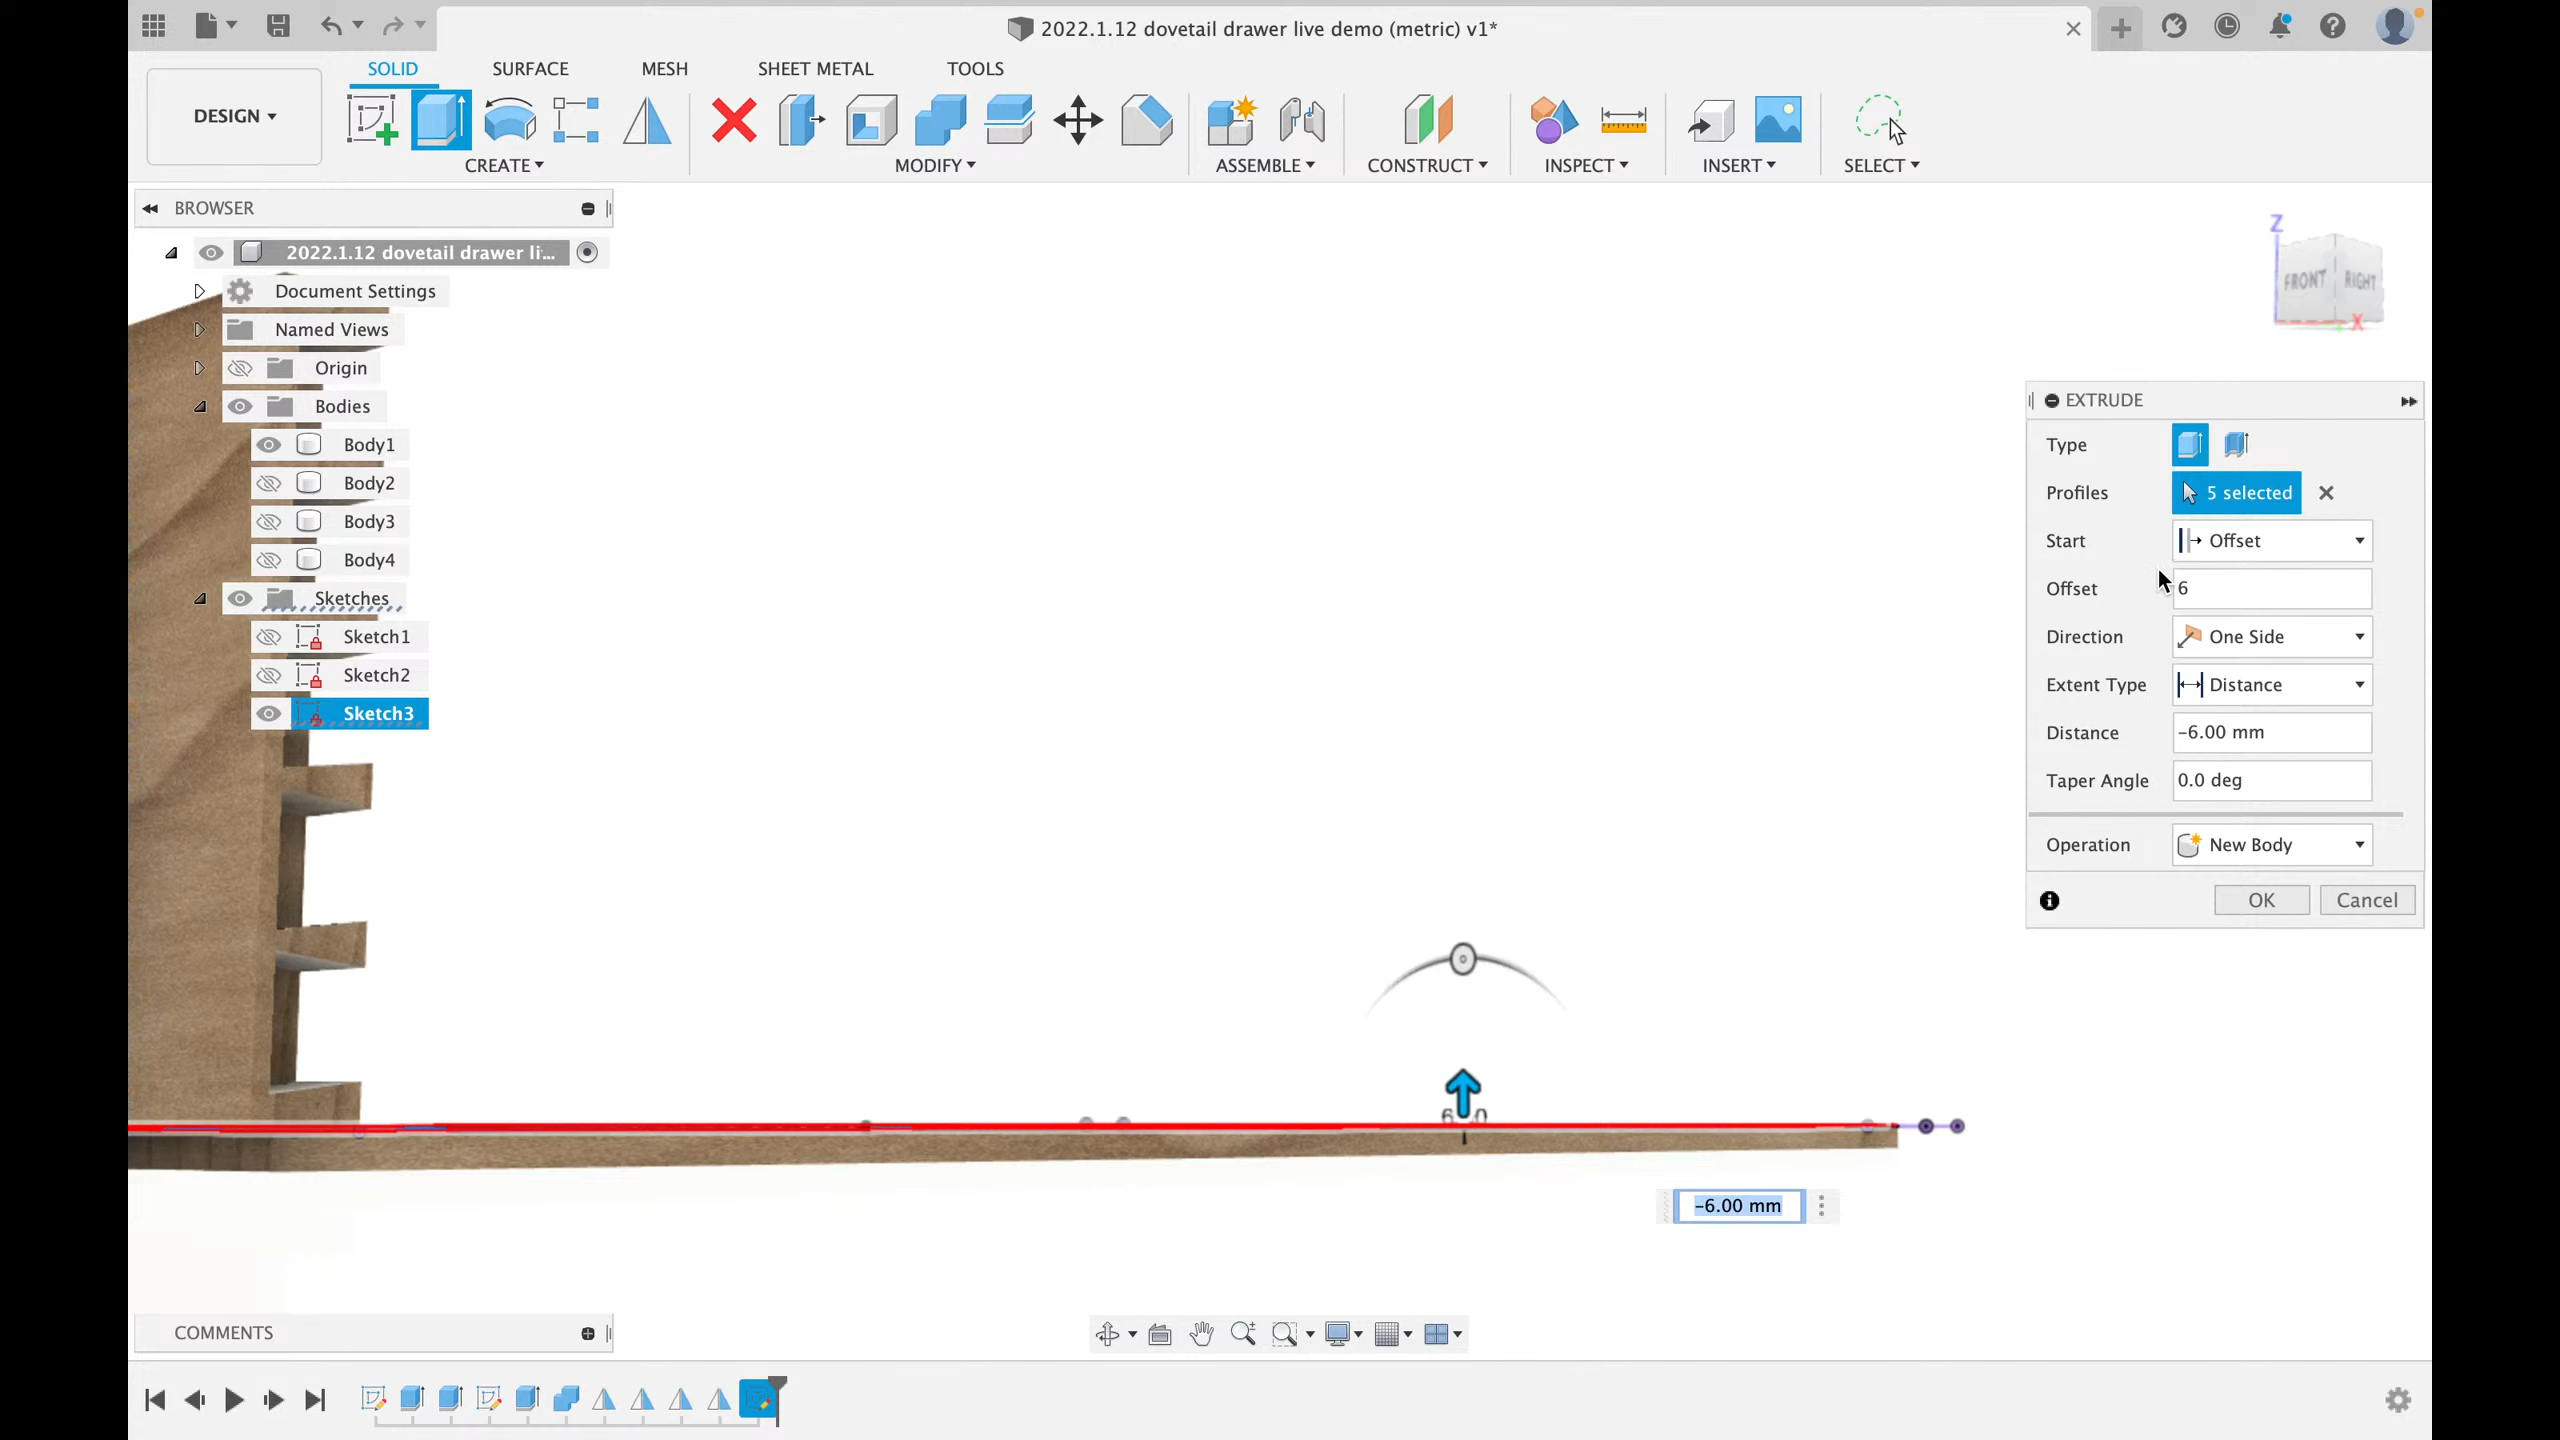 2022.1.12 dovetail drawer live demo (metric) v1*
SOLID SURFACE MESH SHEET METAL TOOLS
DESIGN
CREATE MODIFY ASSEMBLE CONSTRUCT INSPECT INSERT SELECT
BROWSER
2022.1.12 dovetail drawer li...
Document Settings
Named Views
Origin
Bodies
Body1
Body2
Body3
Body4
Sketches
Sketch1
Sketch2
Sketch3
Z
FRONT RIGHT
X
EXTRUDE
Type
Profiles 5 selected
Start Offset
Offset 6
Direction One Side
Extent Type Distance
Distance -6.00 mm
Taper Angle 0.0 deg
Operation New Body
OK Cancel
-6.00 mm
COMMENTS